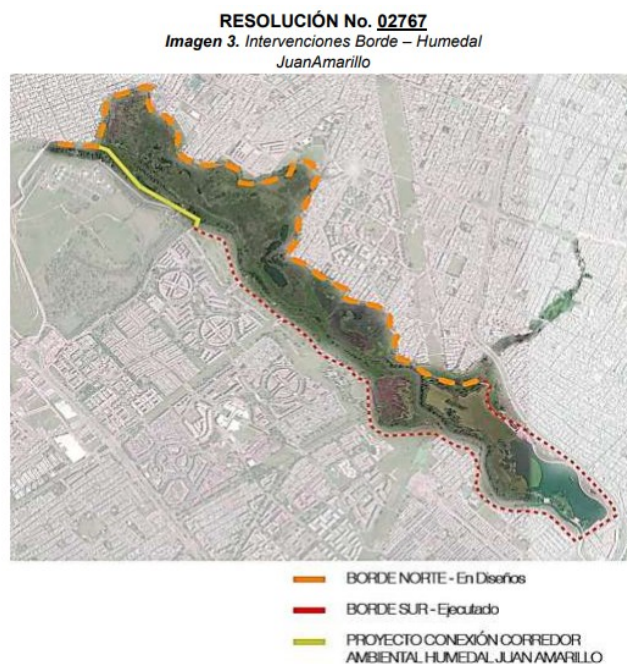 RESOLUCIÓN No. 02767
Imagen 3. Intervenciones Borde – Humedal
JuanAmarillo
BORDE NORTE - En Diseños
BORDE SUR - Ejecutado
PROYECTO CONEXIÓN CORREDOR
AMBIENTAL HUMEDAL JUAN AMARILLO